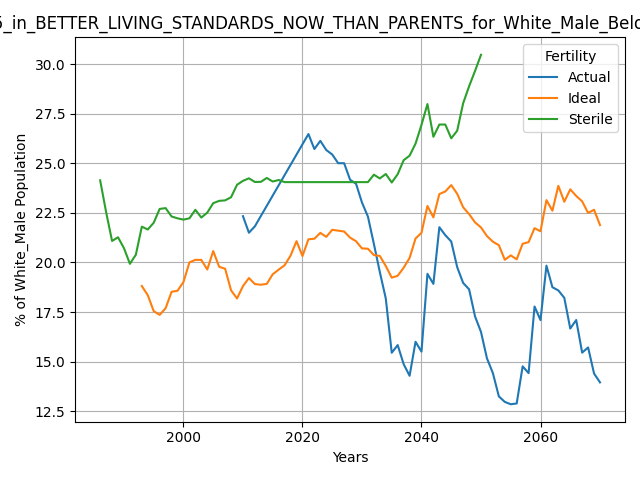 in_BETTER_LIVING_STANDARDS_NOW_THAN_PARENTS_for_White_Male_Belo
Fertility
Actual
Ideal
Sterile
% of White_Male Population
30.0
27.5
25.0
22.5
20.0
17.5
15.0
12.5
2000
2020
2040
2060
Years